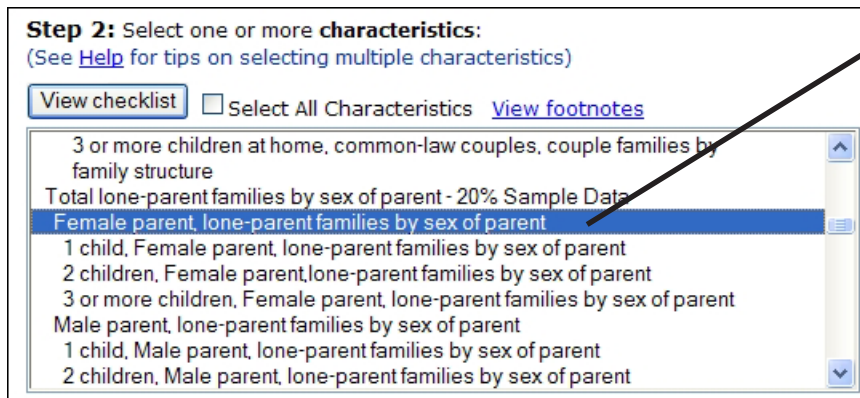 Step 2: Select one or more characteristics:
(See Help for tips on selecting multiple characteristics)
View checklist Select All Characteristics View footnotes
3 or more children at home, common-law couples, couple families by
family structure
Total lone-parent families by sex of parent - 20% Sample Data
Female parent, lone-parent families by sex of parent
1 child, Female parent, lone-parent families by sex of parent
2 children, Female parent,lone-parent families by sex of parent
3 or more children, Female parent, lone-parent families by sex of parent
Male parent, lone-parent families by sex of parent
1 child, Male parent, lone-parent families by sex of parent
2 children, Male parent, lone-parent families by sex of parent